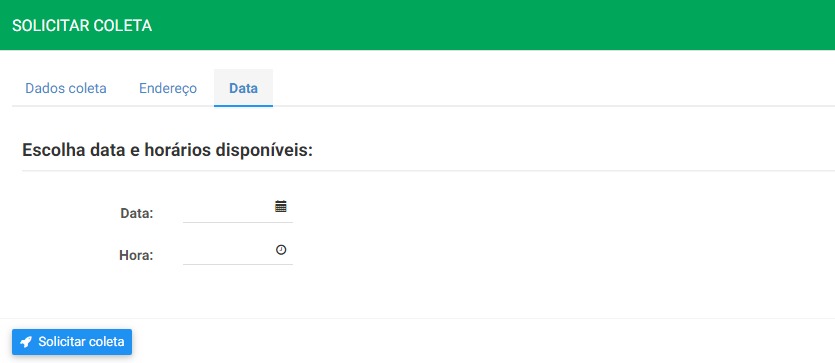 SOLICITAR COLETA
Dados coleta Endereço Data
Escolha data e horários disponíveis:
Data:
Hora:
Solicitar coleta